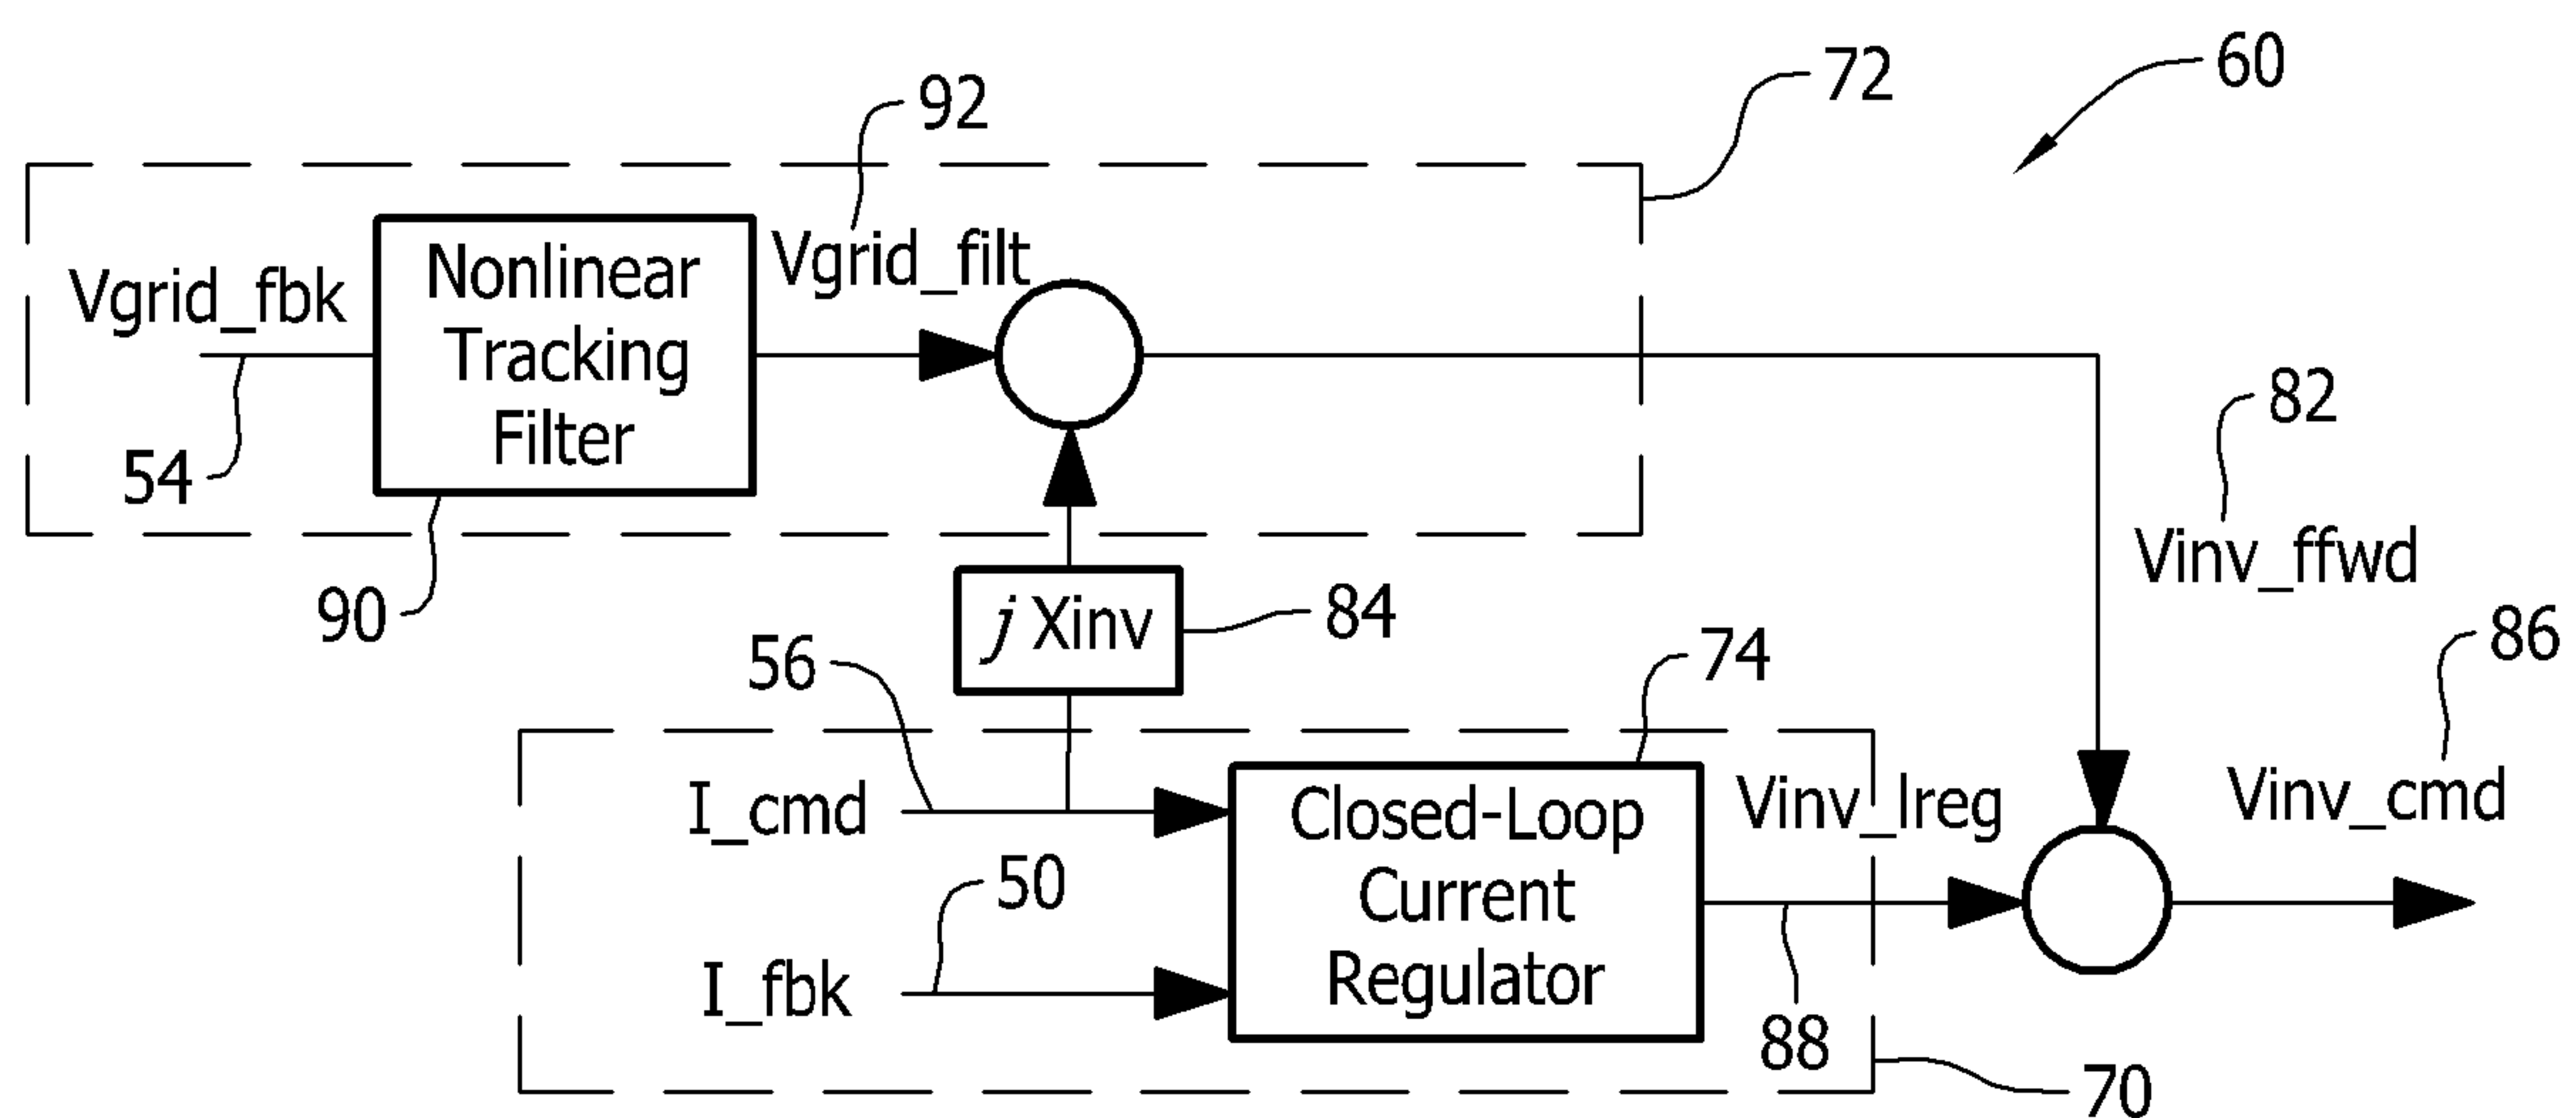 60
72
92
Vgrid_fbk
Nonlinear
Tracking
Filter
Vgrid_filt
54
90
82
Vinv_ffwd
j Xinv
84
56
74
86
I_cmd
Closed-Loop
Current
Regulator
Vinv_lreg
Vinv_cmd
50
I_fbk
88
70